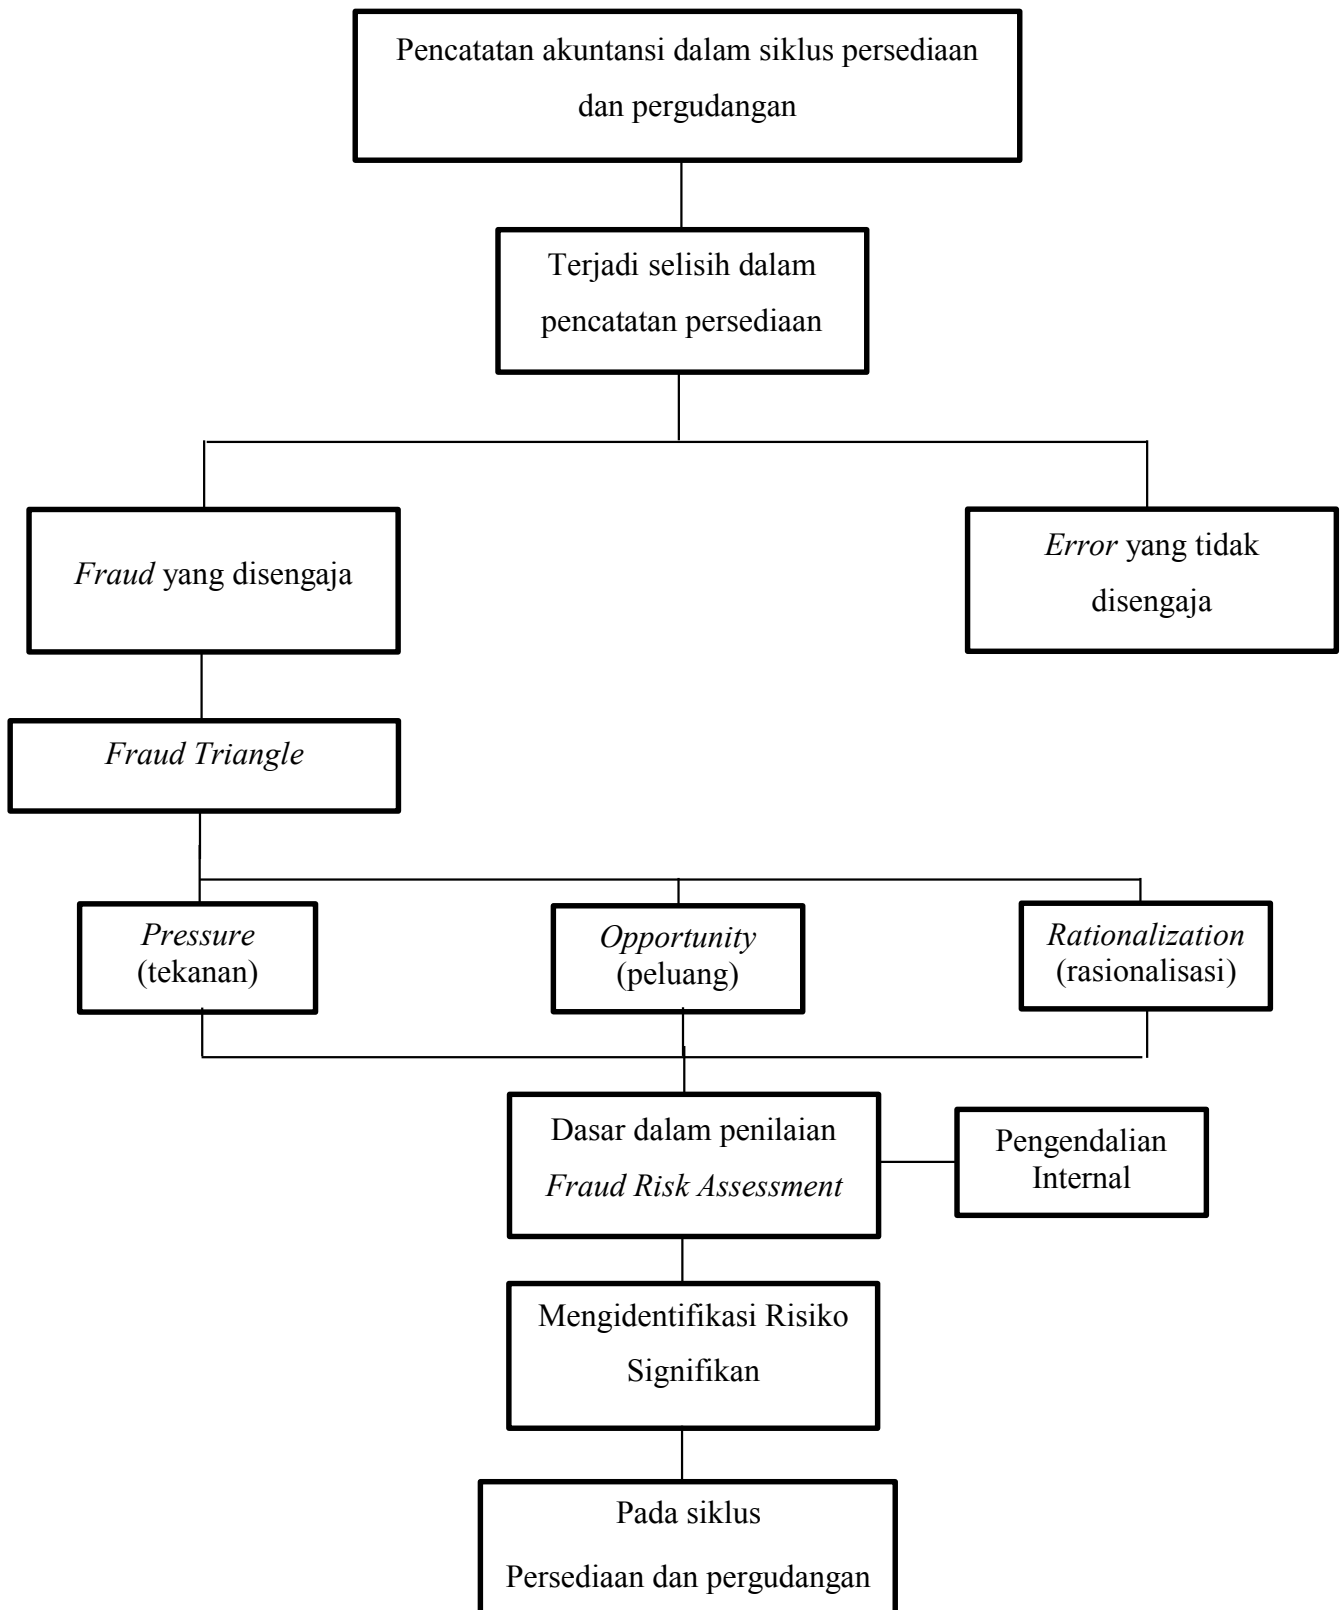 Pencatatan akuntansi dalam siklus persediaan
dan pergudangan
Terjadi selisih dalam
pencatatan persediaan
Fraud yang disengaja
Error yang tidak
disengaja
Fraud Triangle
Pressure
(tekanan)
Opportunity
(peluang)
Rationalization
(rasionalisasi)
Dasar dalam penilaian
Fraud Risk Assessment
Pengendalian
Internal
Mengidentifikasi Risiko
Signifikan
Pada siklus
Persediaan dan pergudangan